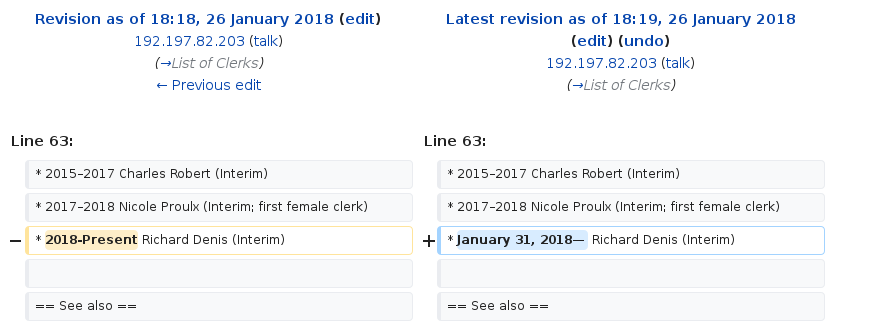 Revision as of 18:18, 26 January 2018 (edit)
192.197.82.203 (talk)
(→List of Clerks)
← Previous edit
Latest revision as of 18:19, 26 January 2018
(edit) (undo)
192.197.82.203 (talk)
(→List of Clerks)
Line 63:
Line 63:
* 2015–2017 Charles Robert (Interim)
* 2015–2017 Charles Robert (Interim)
* 2017–2018 Nicole Proulx (Interim; first female clerk)
* 2017–2018 Nicole Proulx (Interim; first female clerk)
− * 2018-Present Richard Denis (Interim)
+ * January 31, 2018— Richard Denis (Interim)
== See also ==
== See also ==